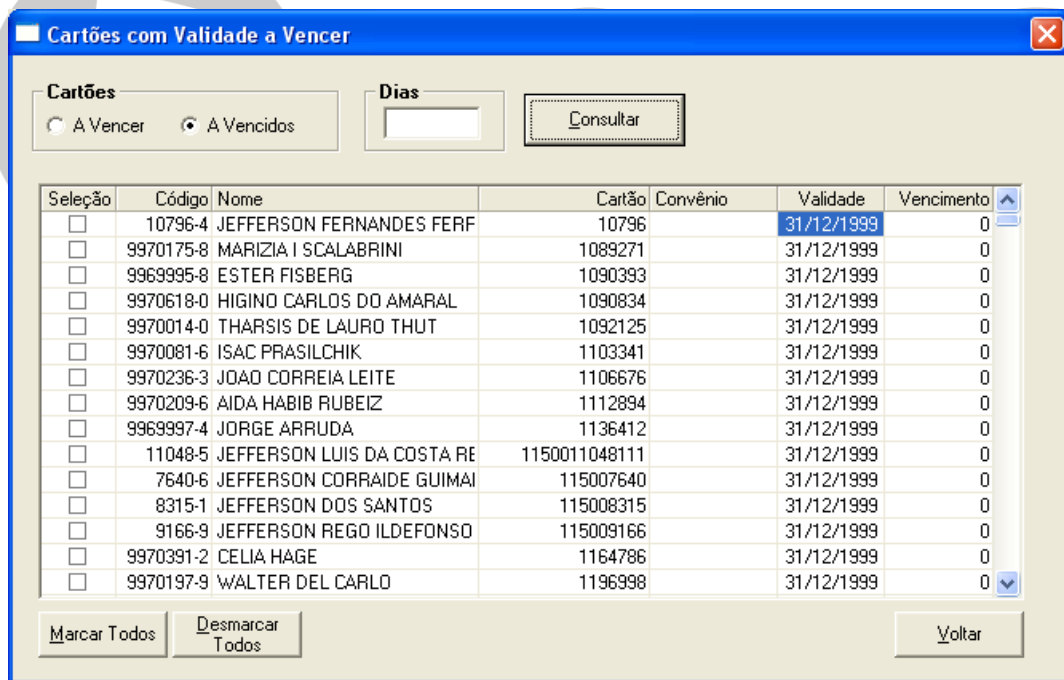 Cartões com Validade a Vencer
Cartões
Dias
A Vencer A Vencidos
Consultar
Seleção Código Nome Cartão Convênio Validade Vencimento
10796-4 JEFFERSON FERNANDES FERF 10796 31/12/1999 0
9970175-8 MARIZIA I SCALABRINI 1089271 31/12/1999 0
9969995-8 ESTER FISBERG 1090393 31/12/1999 0
9970618-0 HIGINO CARLOS DO AMARAL 1090834 31/12/1999 0
9970014-0 THARSIS DE LAURO THUT 1092125 31/12/1999 0
9970081-6 ISAC PRASILCHIK 1103341 31/12/1999 0
9970236-3 JOAO CORREIA LEITE 1106676 31/12/1999 0
9970209-6 AIDA HABIB RUBEIZ 1112894 31/12/1999 0
9969997-4 JORGE ARRUDA 1136412 31/12/1999 0
11048-5 JEFFERSON LUIS DA COSTA RE 1150011048111 31/12/1999 0
7640-6 JEFFERSON CORRAIDE GUIMAI 115007640 31/12/1999 0
8315-1 JEFFERSON DOS SANTOS 115008315 31/12/1999 0
9166-9 JEFFERSON REGO ILDEFONSO 115009166 31/12/1999 0
9970391-2 CELIA HAGE 1164786 31/12/1999 0
9970197-9 WALTER DEL CARLO 1196998 31/12/1999 0
Marcar Todos
Desmarcar
Todos
Voltar